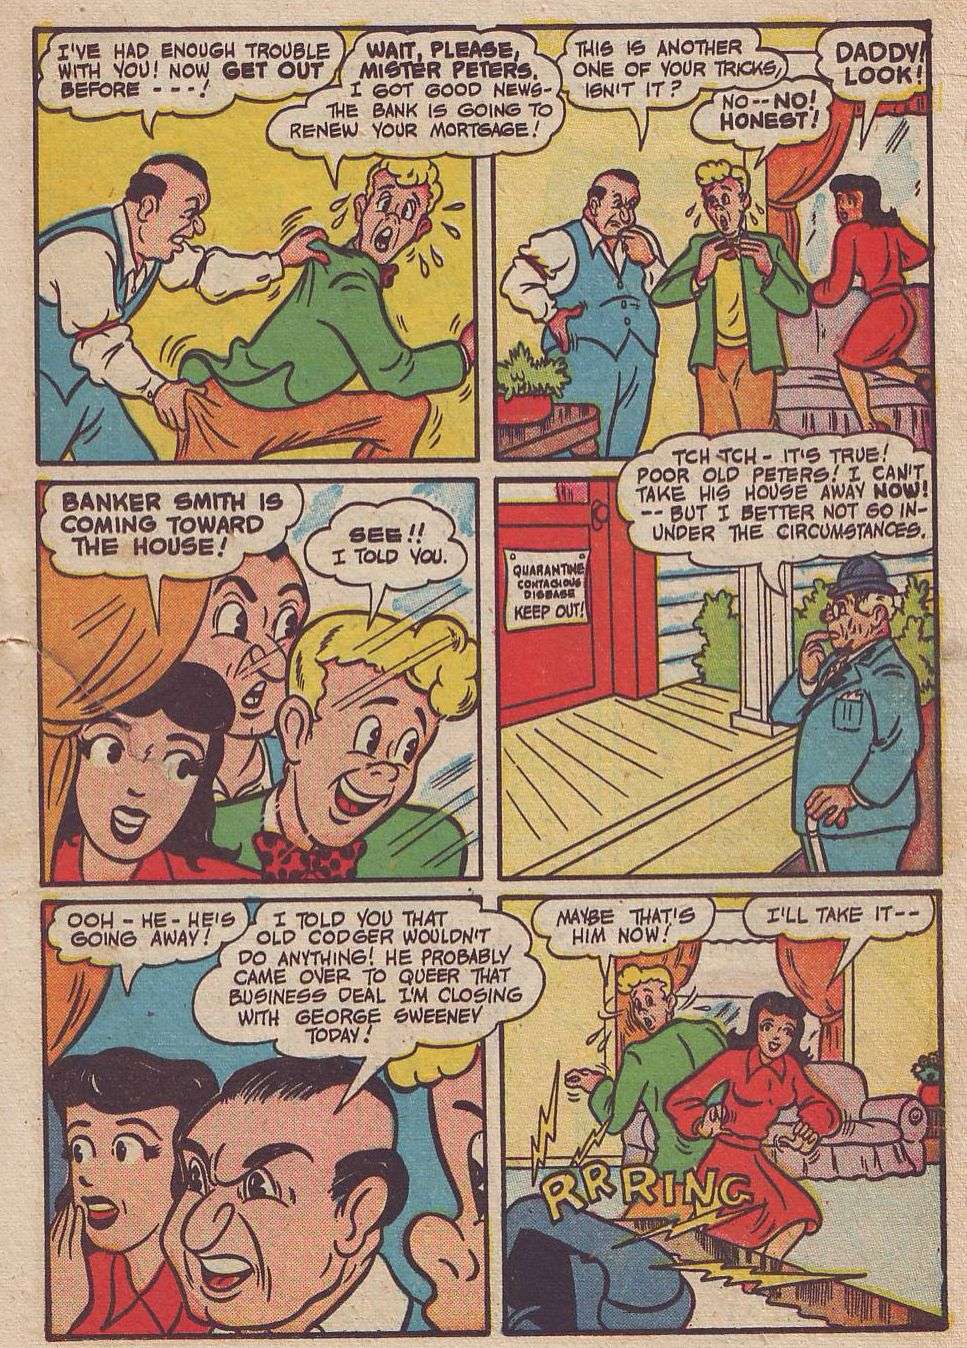 I'VE HAD ENOUGH TROUBLE
WITH YOU! NOW GET OUT
BEFORE ---!
WAIT, PLEASE,
MISTER PETERS.
I GOT GOOD NEWS-
THE BANK IS GOING TO
RENEW YOUR MORTGAGE!
THIS IS ANOTHER
ONE OF YOUR TRICKS,
ISN'T IT?
NO--NO!
HONEST!
DADDY!
LOOK!
BANKER SMITH IS
COMING TOWARD
THE HOUSE!
SEE!!
I TOLD YOU.
TCH-TCH- IT'S TRUE!
POOR OLD PETERS! I CAN'T
TAKE HIS HOUSE AWAY NOW!
-- BUT I BETTER NOT GO IN-
UNDER THE CIRCUMSTANCES.
QUARANTINE
CONTAGIOUS
DISEASE
KEEP OUT!
OOH-HE-HE'S
GOING AWAY!
I TOLD YOU THAT
OLD CODGER WOULDN'T
DO ANYTHING! HE PROBABLY
CAME OVER TO QUEER THAT
BUSINESS DEAL I'M CLOSING
WITH GEORGE SWEENEY
TODAY!
MAYBE THAT'S
HIM NOW!
I'LL TAKE IT--
RRRING